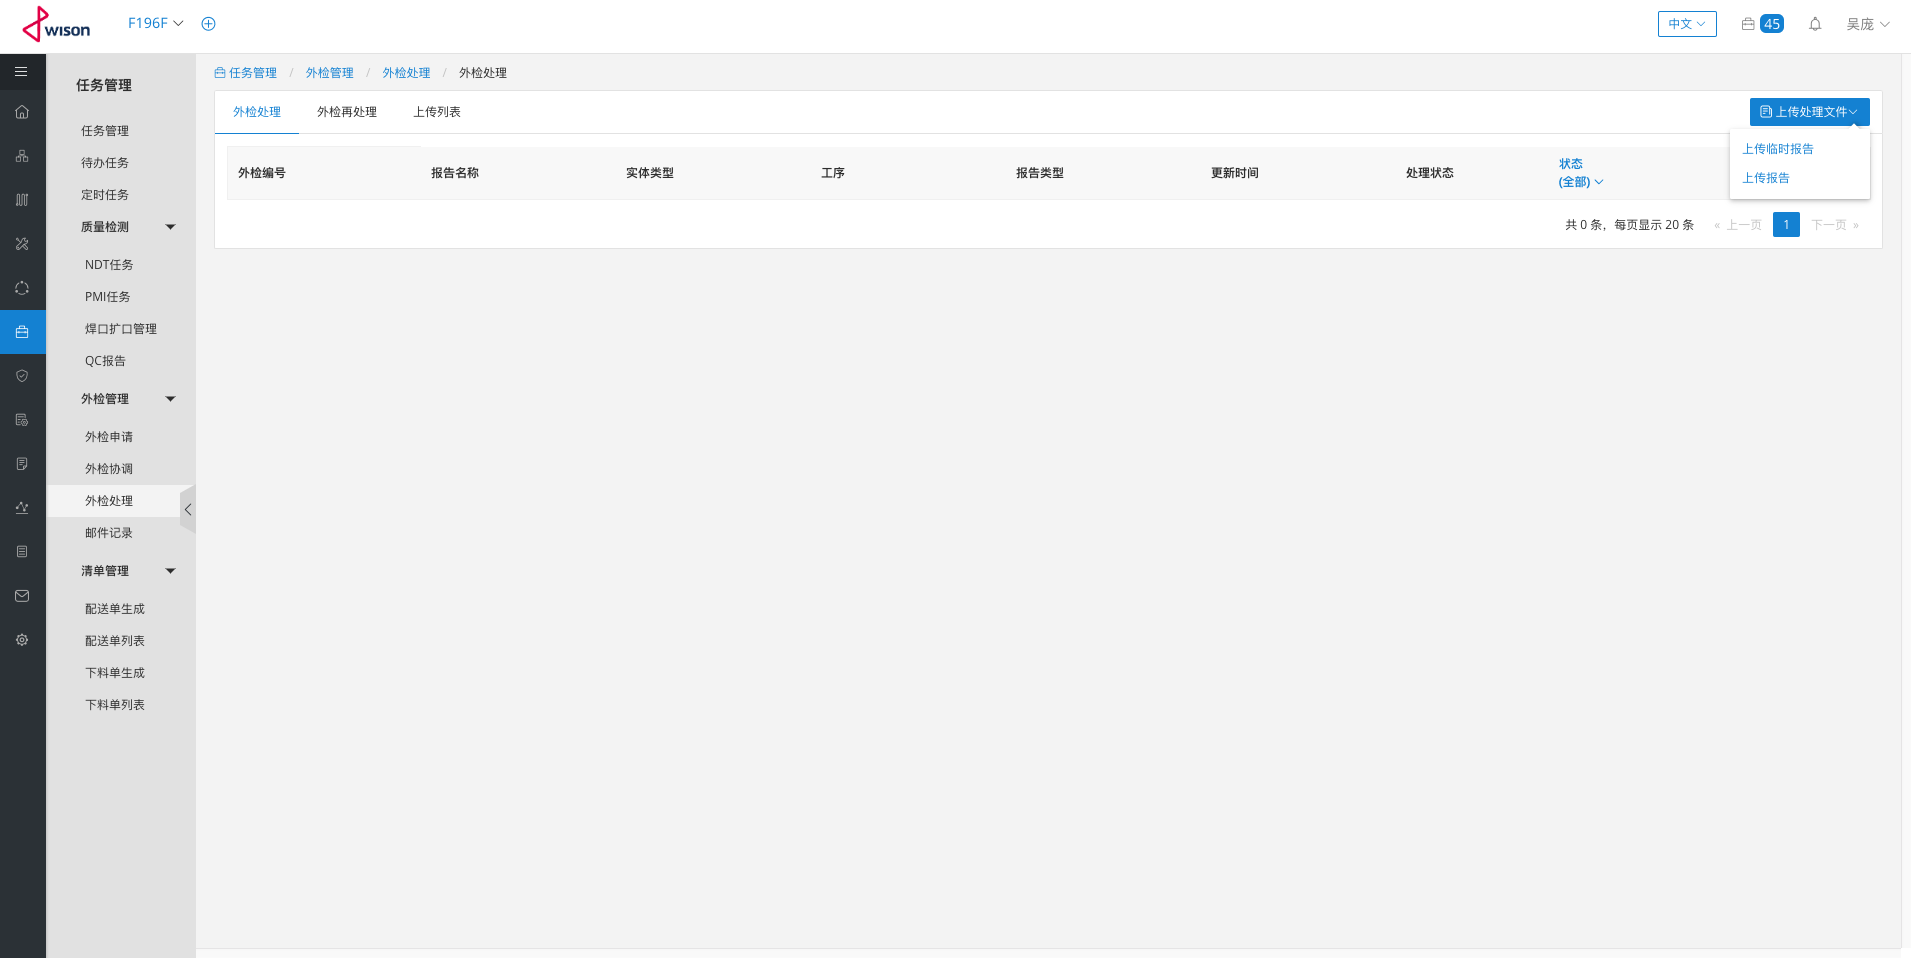 wison
F196F
中文
45
吴庞
任务管理
任务管理
待办任务
定时任务
质量检测
NDT任务
PMI任务
焊口扩口管理
QC报告
外检管理
外检申请
外检协调
外检处理
邮件记录
清单管理
配送单生成
配送单列表
下料单生成
下料单列表
任务管理 / 外检管理 / 外检处理 / 外检处理
外检处理 外检再处理 上传列表
上传处理文件
上传临时报告
上传报告
外检编号 报告名称 实体类型 工序 报告类型 更新时间 处理状态 状态
(全部)
共 0 条，每页显示 20 条 « 上一页 1 下一页 »